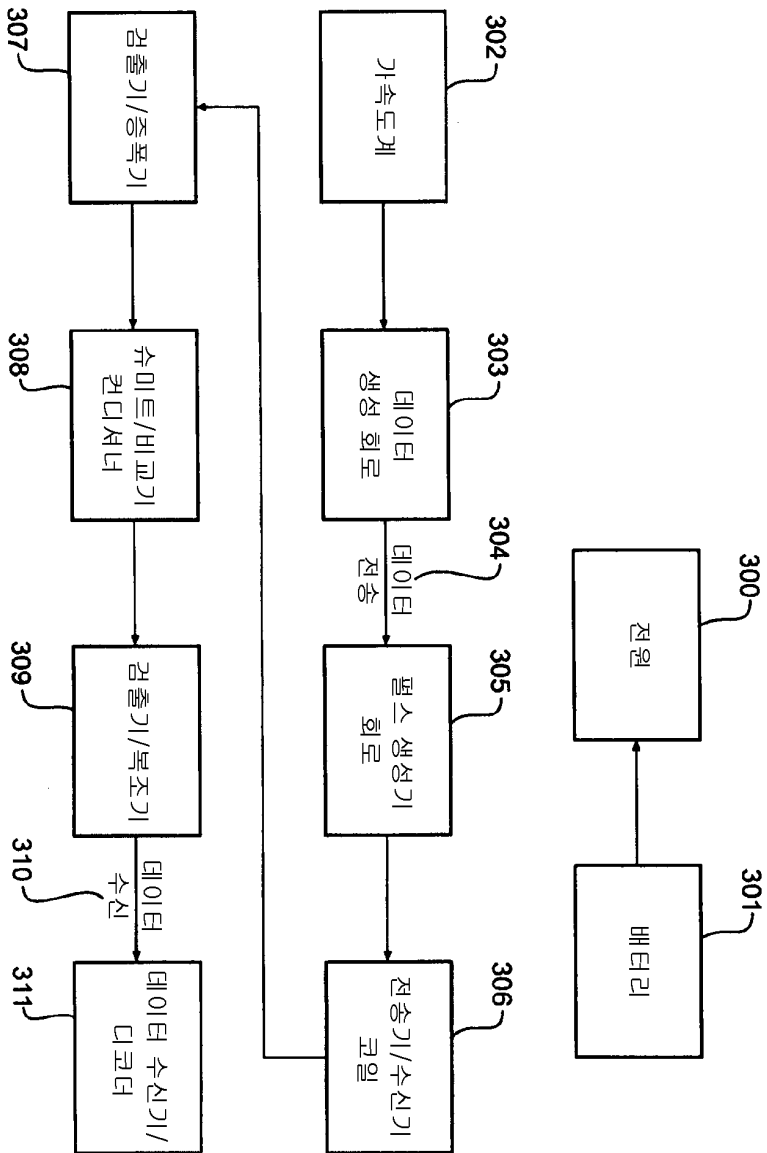 300
전원
301
배터리
302
가속도계
303
데이터
생성 회로
304
데이터
전송
305
펄스 생성기
회로
306
전송기/수신기
코일
307
검출기/증폭기
308
슈미트/비교기
컨디셔너
309
검출기/복조기
310
데이터
수신
311
데이터 수신기/
디코더